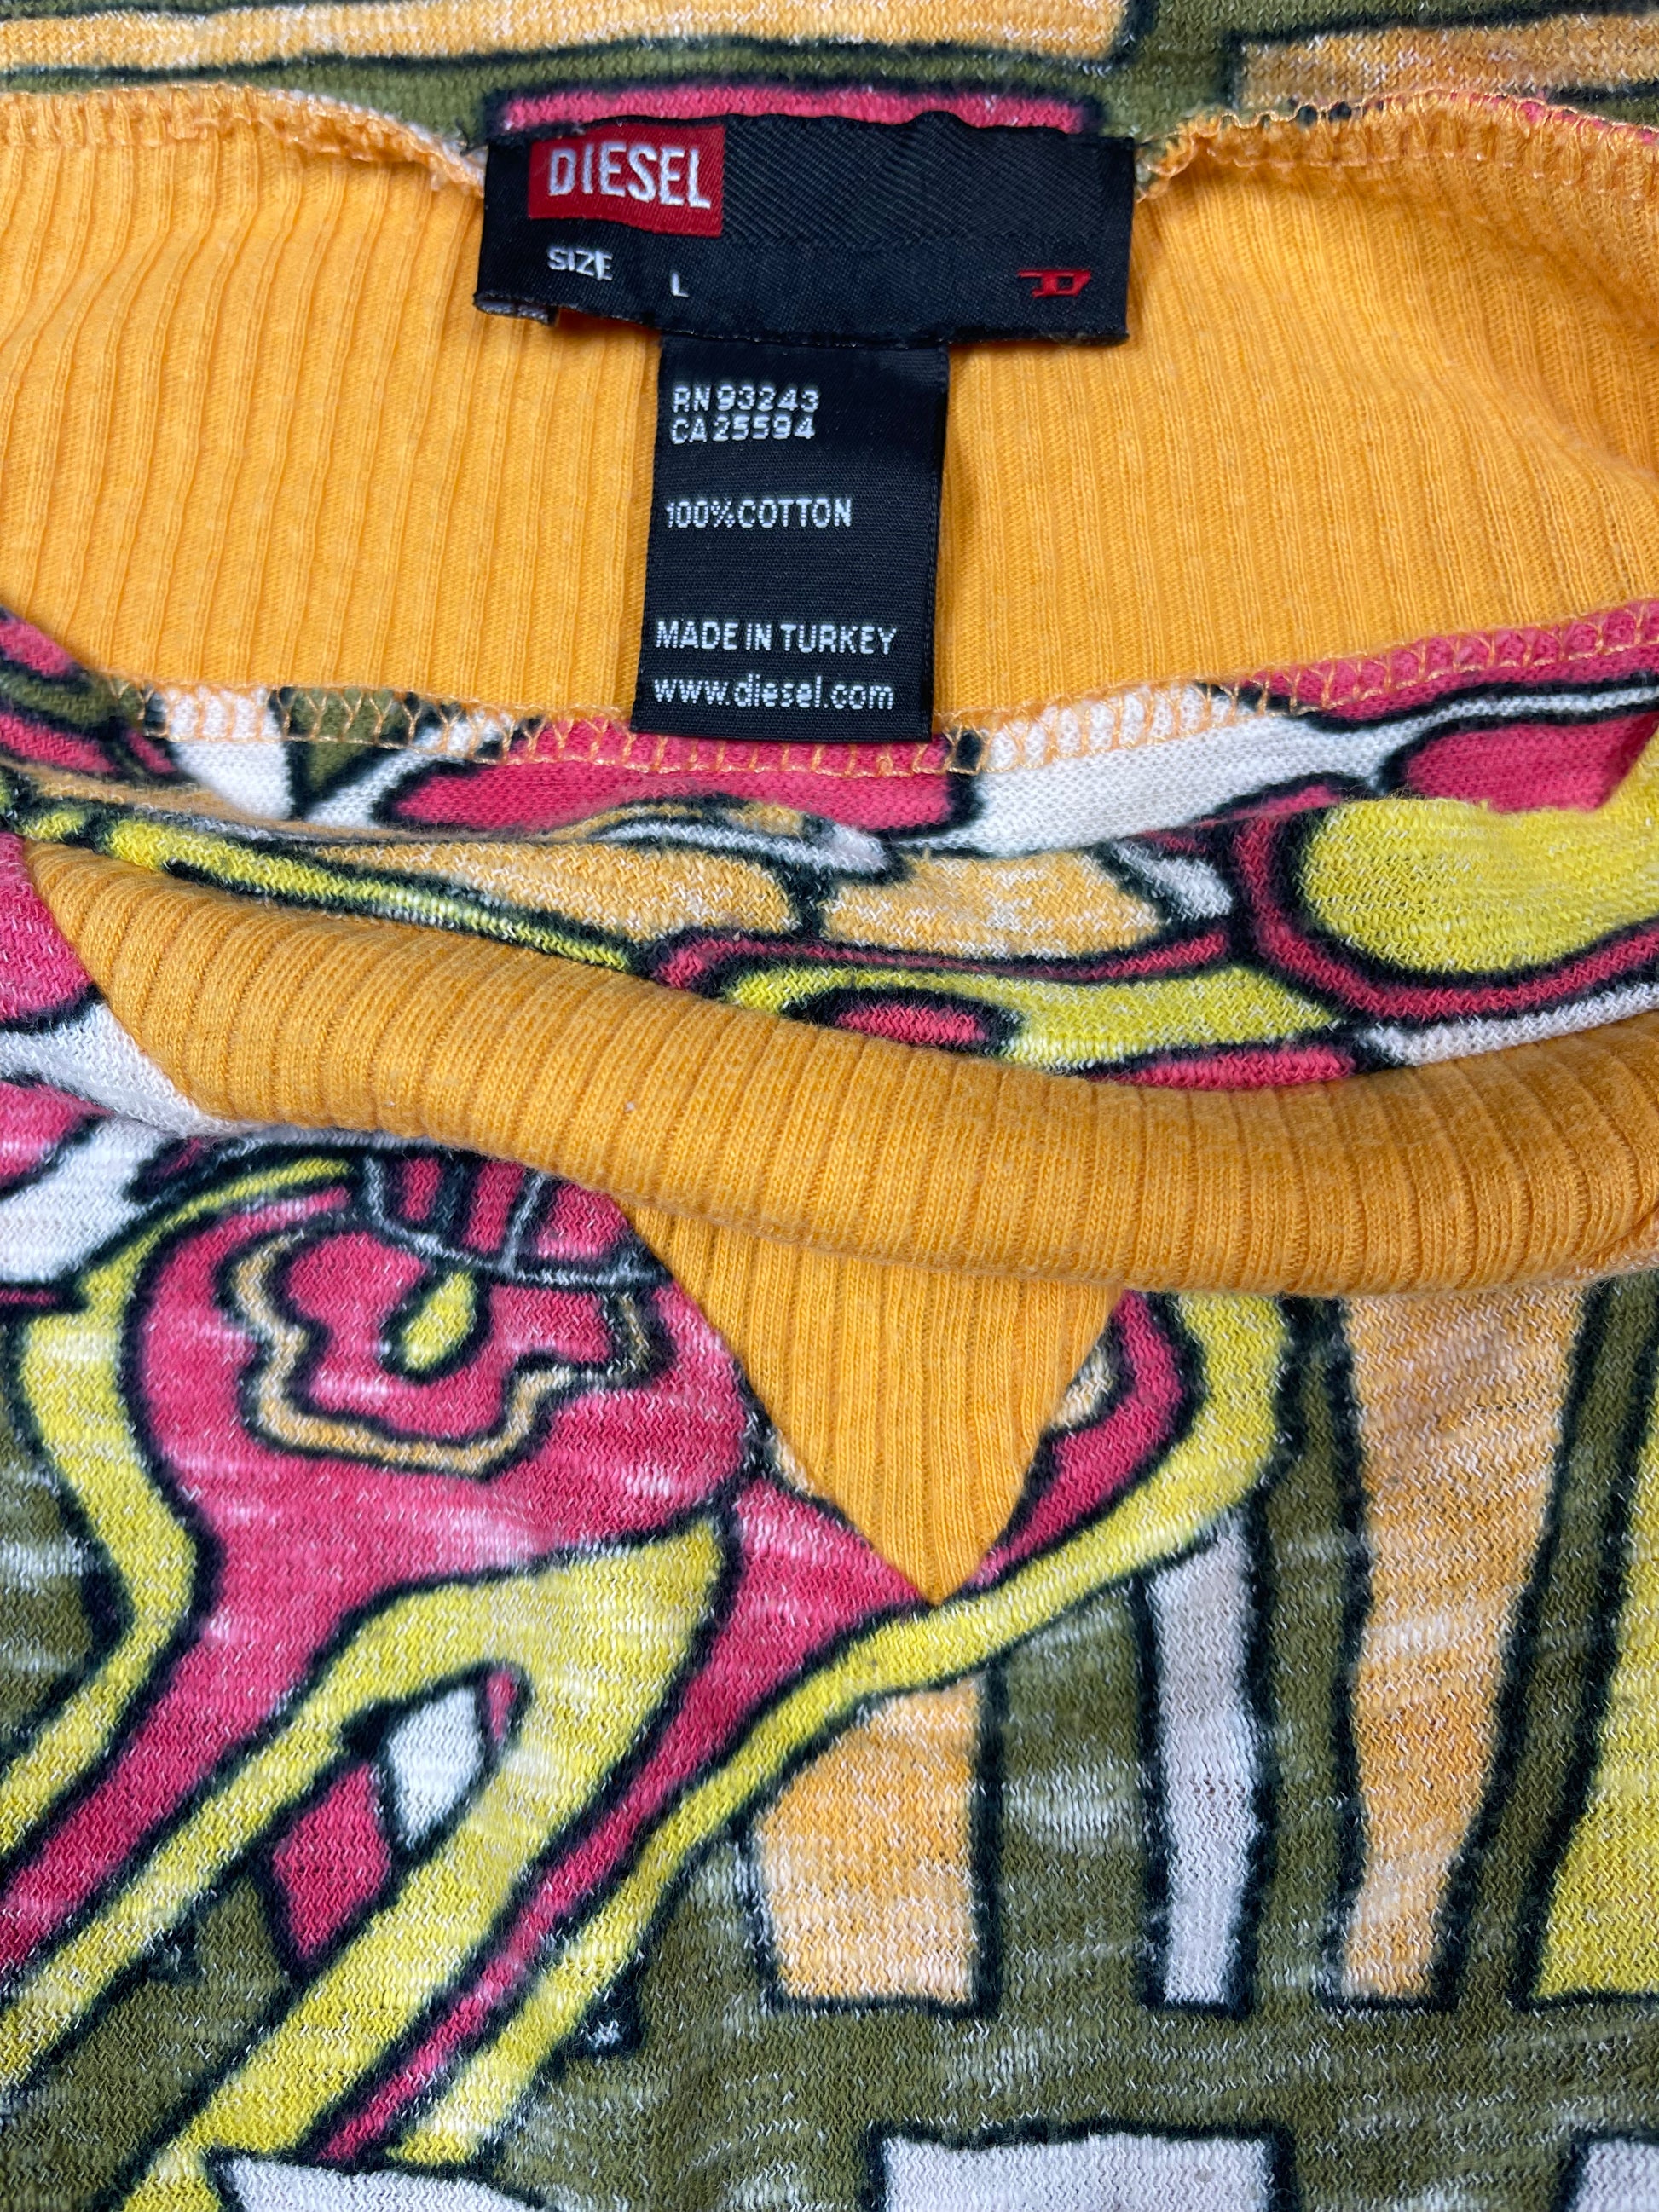 DIESEL
SIZE L
RN 93243
CA 25594
100% COTTON
MADE IN TURKEY
www.diesel.com